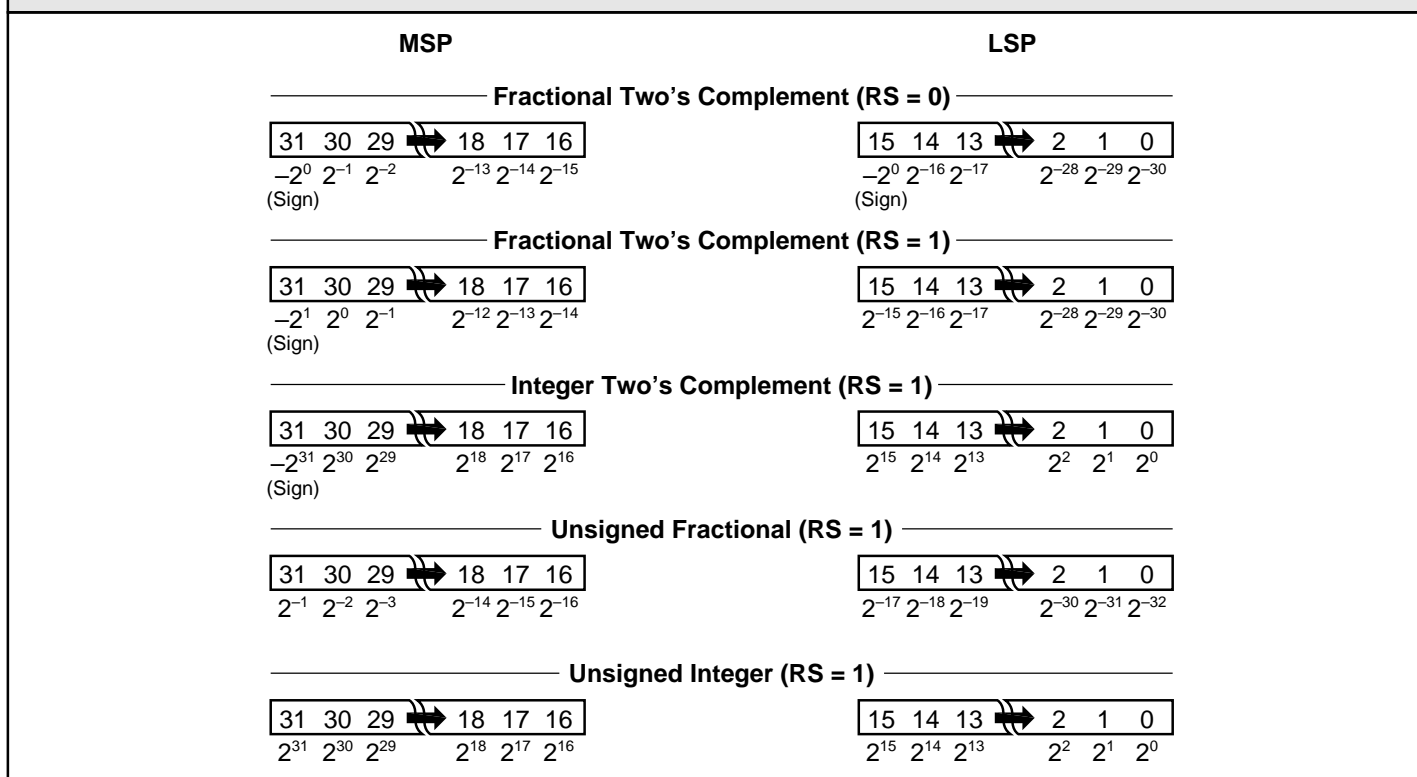 MSP LSP
Fractional Two's Complement (RS = 0)
31 30 29 18 17 16 15 14 13 2 1 0
–2⁰ 2⁻¹ 2⁻² 2⁻¹³ 2⁻¹⁴ 2⁻¹⁵ –2⁰ 2⁻¹⁶ 2⁻¹⁷ 2⁻²⁸ 2⁻²⁹ 2⁻³⁰
(Sign) (Sign)
Fractional Two's Complement (RS = 1)
31 30 29 18 17 16 15 14 13 2 1 0
–2¹ 2⁰ 2⁻¹ 2⁻¹² 2⁻¹³ 2⁻¹⁴ 2⁻¹⁵ 2⁻¹⁶ 2⁻¹⁷ 2⁻²⁸ 2⁻²⁹ 2⁻³⁰
(Sign)
Integer Two's Complement (RS = 1)
31 30 29 18 17 16 15 14 13 2 1 0
–2³¹ 2³⁰ 2²⁹ 2¹⁸ 2¹⁷ 2¹⁶ 2¹⁵ 2¹⁴ 2¹³ 2² 2¹ 2⁰
(Sign)
Unsigned Fractional (RS = 1)
31 30 29 18 17 16 15 14 13 2 1 0
2⁻¹ 2⁻² 2⁻³ 2⁻¹⁴ 2⁻¹⁵ 2⁻¹⁶ 2⁻¹⁷ 2⁻¹⁸ 2⁻¹⁹ 2⁻³⁰ 2⁻³¹ 2⁻³²
Unsigned Integer (RS = 1)
31 30 29 18 17 16 15 14 13 2 1 0
2³¹ 2³⁰ 2²⁹ 2¹⁸ 2¹⁷ 2¹⁶ 2¹⁵ 2¹⁴ 2¹³ 2² 2¹ 2⁰